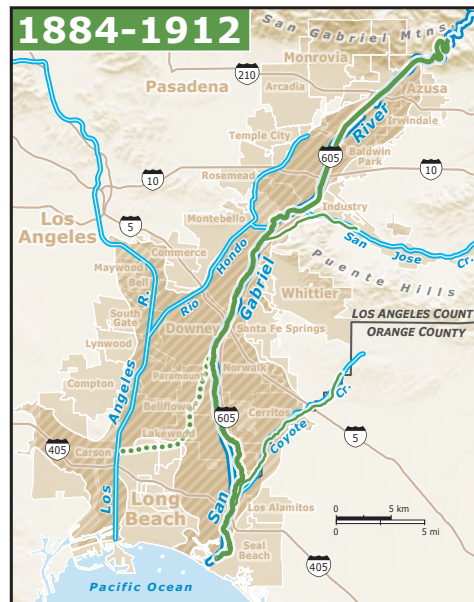 1884-1912
San Gabriel Mtns.
Monrovia
210
Arcadia
Pasadena
Azusa
Irwindale
River
Temple City
605
Baldwin
Park
Rosemead
10
10
Montebello
Industry
Los
Angeles
5
San Jose Cr.
Commerce
Rio Hondo
Gabriel
Puente Hills
Maywood
Bell
Whittier
R.
South
Gate
LOS ANGELES COUNT
ORANGE COUNTY
Downey
Santa Fe Springs
Lynwood
Angeles
Paramount
Norwalk
Compton
Bellflower
Cerritos
Coyote Cr.
605
Lakewood
5
405
Carson
Los
Long
Beach
San
Los Alamitos
0 5 km
0 5 mi
Seal
Beach
405
Pacific Ocean